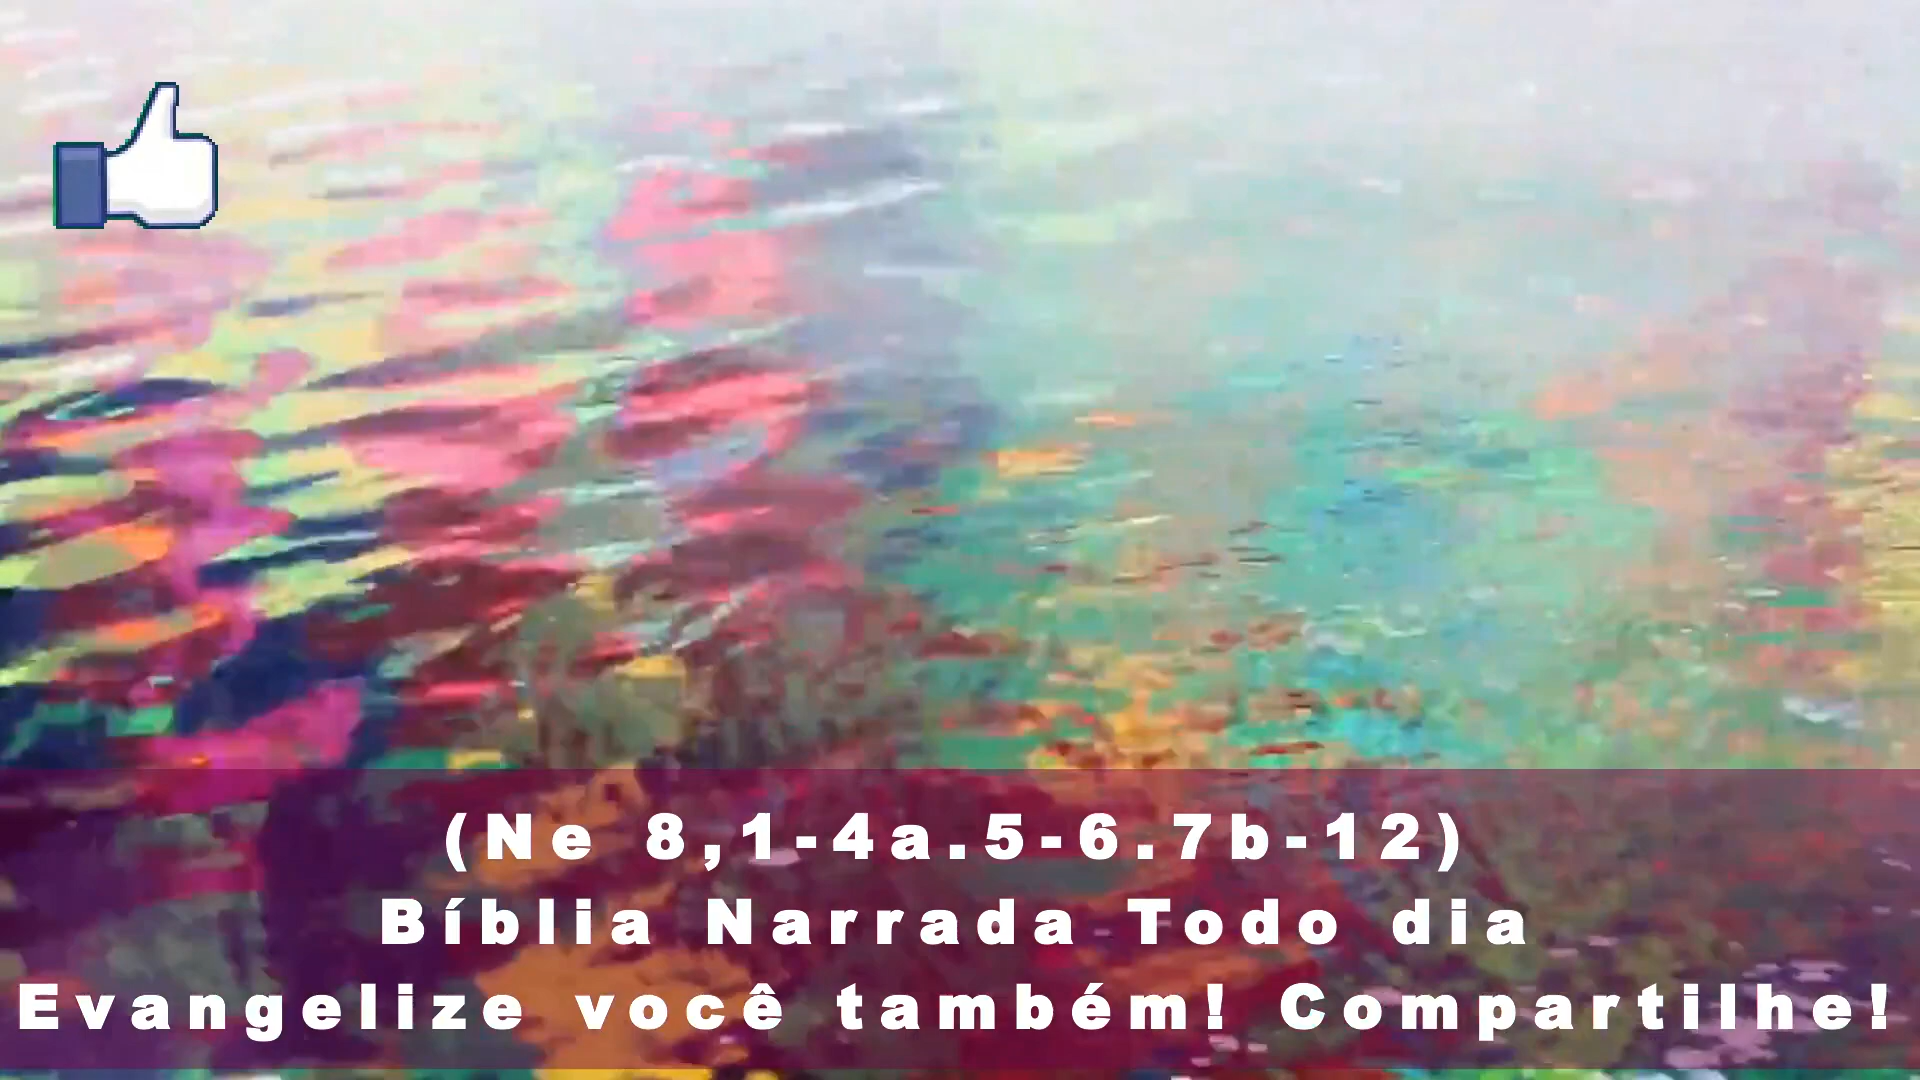 (Ne 8,1-4a.5-6.7b-12)
Bíblia Narrada Todo dia
Evangelize você também! Compartilhe!